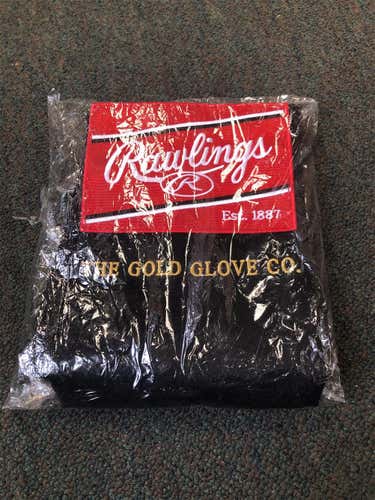 Rawlings
R
Est. 1887
THE GOLD GLOVE CO.